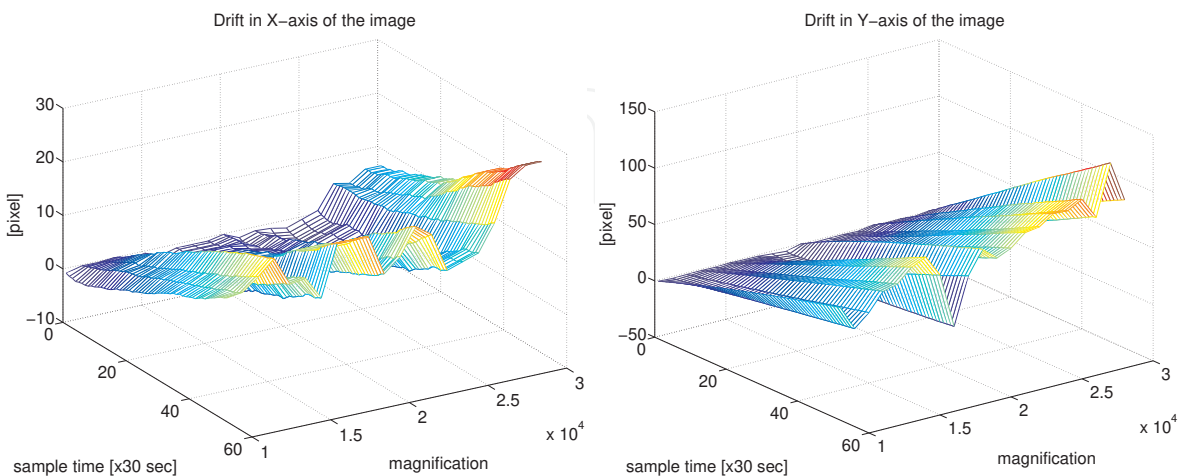 Drift in X−axis of the image
30
20
10
0
−10
[pixel]
0
20
40
60
sample time [x30 sec]
1
1.5
2
2.5
3
x 10^4
magnification
Drift in Y−axis of the image
150
100
50
0
−50
[pixel]
0
20
40
60
sample time [x30 sec]
1
1.5
2
2.5
3
x 10^4
magnification